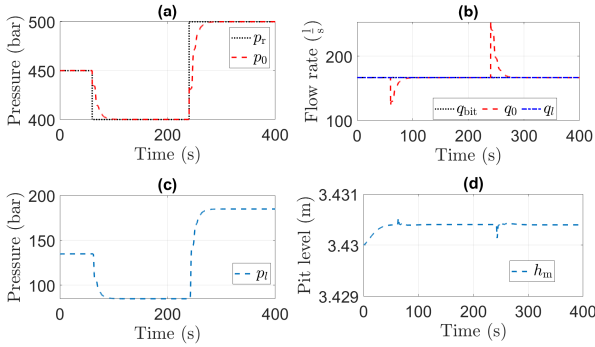 (a)
Pressure (bar)
500
450
400
p_r
p_0
0 200 400
Time (s)
(b)
Flow rate (l/s)
200
100
q_bit q_0 q_l
0 100 200 300 400
Time (s)
(c)
Pressure (bar)
200
150
100
p_l
0 200 400
Time (s)
(d)
Pit level (m)
3.431
3.43
3.429
h_m
0 100 200 300 400
Time (s)